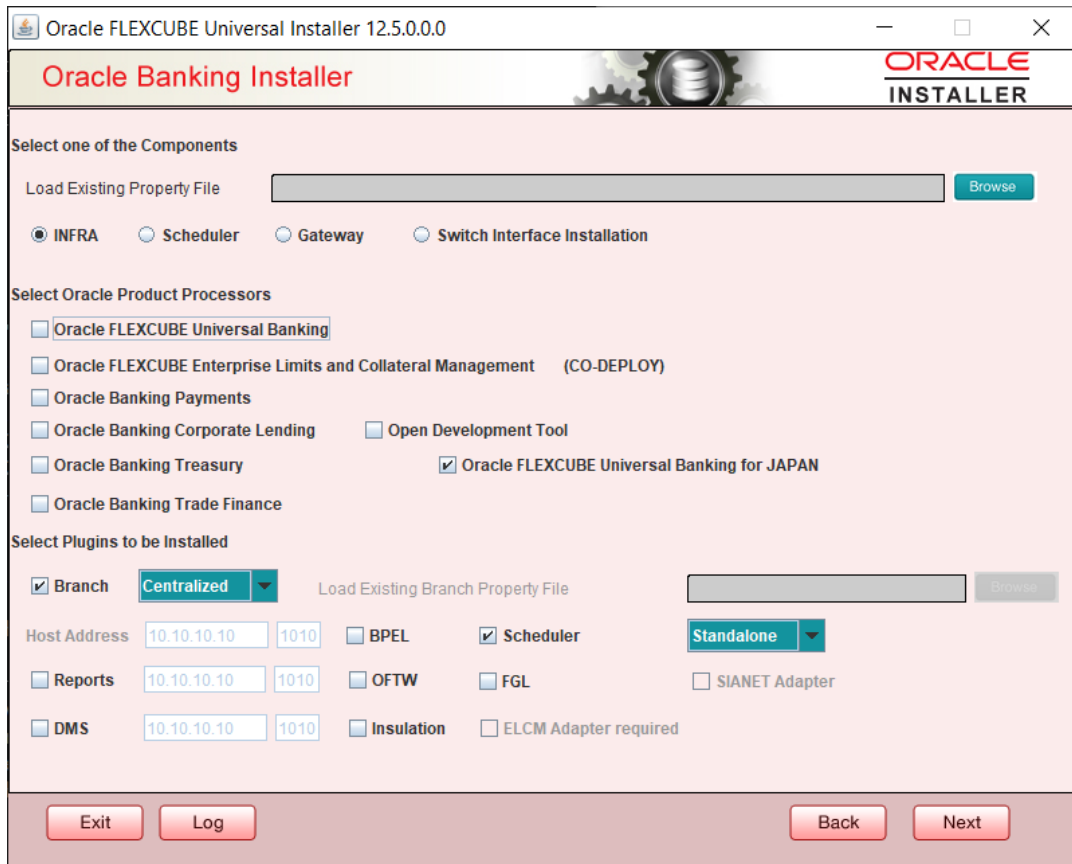 Oracle FLEXCUBE Universal Installer 12.5.0.0.0
Oracle Banking Installer
ORACLE
INSTALLER
Select one of the Components
Load Existing Property File Browse
INFRA Scheduler Gateway Switch Interface Installation
Select Oracle Product Processors
Oracle FLEXCUBE Universal Banking
Oracle FLEXCUBE Enterprise Limits and Collateral Management (CO-DEPLOY)
Oracle Banking Payments
Oracle Banking Corporate Lending Open Development Tool
Oracle Banking Treasury Oracle FLEXCUBE Universal Banking for JAPAN
Oracle Banking Trade Finance
Select Plugins to be Installed
Branch Centralized Load Existing Branch Property File Browse
Host Address 10.10.10.10 1010 BPEL Scheduler Standalone
Reports 10.10.10.10 1010 OFTW FGL SIANET Adapter
DMS 10.10.10.10 1010 Insulation ELCM Adapter required
Exit Log Back Next